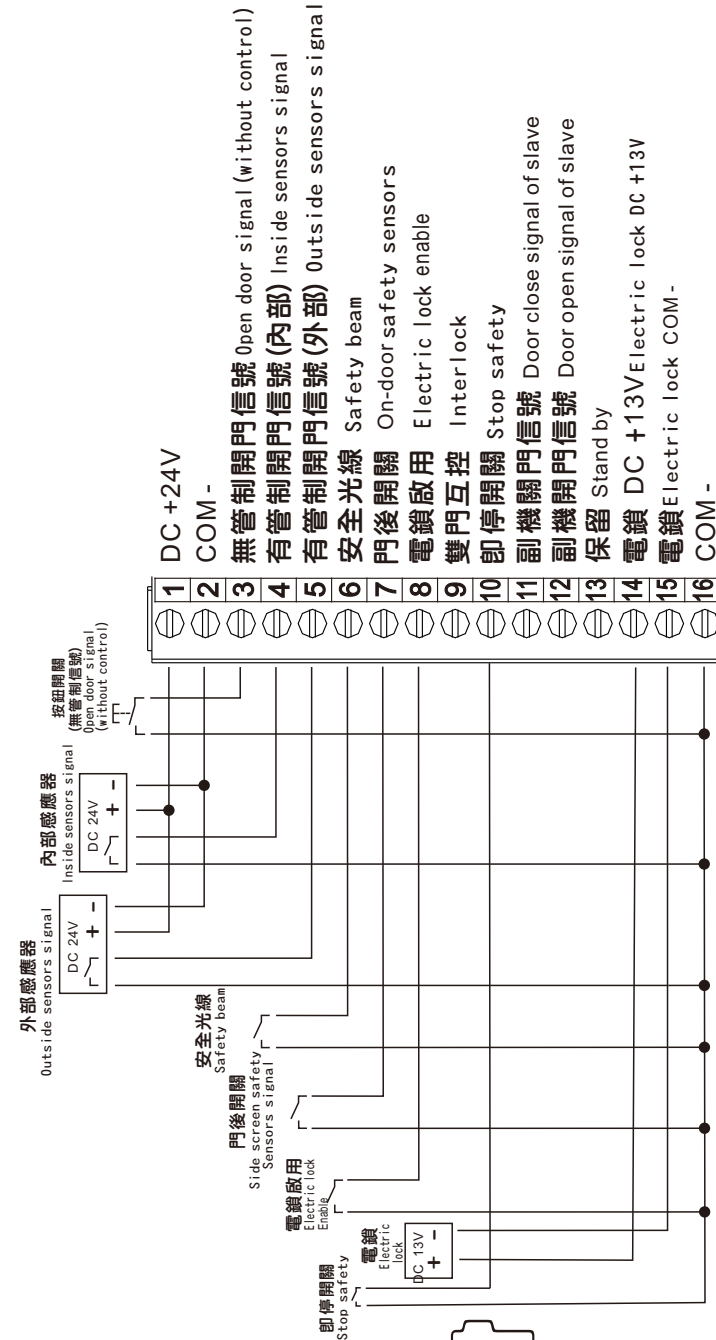 按鈕開關
(無管制信號)
Open door signal
(without control)
內部感應器
Inside sensors signal
DC 24V
+ -
外部感應器
Outside sensors signal
DC 24V
+ -
安全光線
Safety beam
門後開關
Side screen safety
Sensors signal
電鎖啟用
Electric lock
Enable
電鎖
Electric
lock
DC 13V
+ -
卽停開關
Stop safety
1 DC +24V
2 COM -
3 無管制開門信號 Open door signal (without control)
4 有管制開門信號(內部) Inside sensors signal
5 有管制開門信號(外部) Outside sensors signal
6 安全光線 Safety beam
7 門後開關 On-door safety sensors
8 電鎖啟用 Electric lock enable
9 雙門互控 Interlock
10 卽停開關 Stop safety
11 副機關門信號 Door close signal of slave
12 副機開門信號 Door open signal of slave
13 保留 Stand by
14 電鎖 DC +13V Electric lock DC +13V
15 電鎖 Electric lock COM -
16 COM -